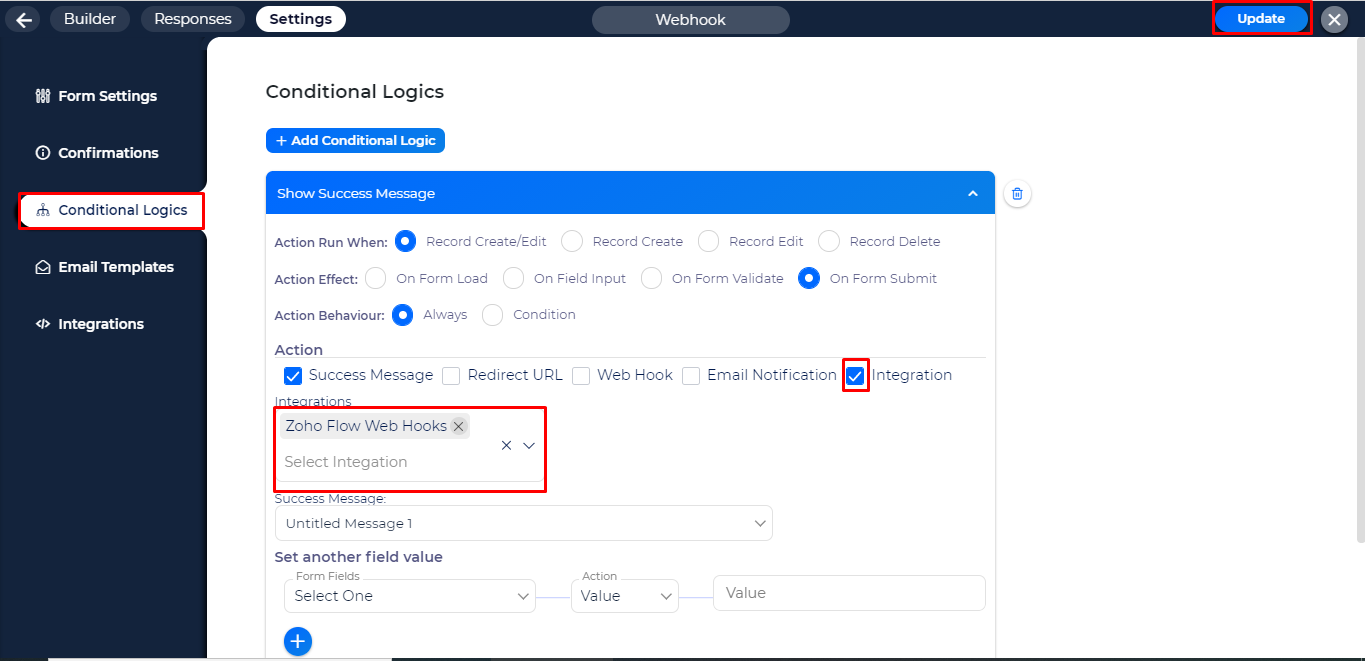 Builder Responses Settings Webhook Update
Form Settings
Confirmations
Conditional Logics
Email Templates
Integrations
Conditional Logics
+ Add Conditional Logic
Show Success Message
Action Run When: Record Create/Edit Record Create Record Edit Record Delete
Action Effect: On Form Load On Field Input On Form Validate On Form Submit
Action Behaviour: Always Condition
Action
Success Message Redirect URL Web Hook Email Notification Integration
Integrations
Zoho Flow Web Hooks
Select Integation
Success Message:
Untitled Message 1
Set another field value
Form Fields Action
Select One Value Value